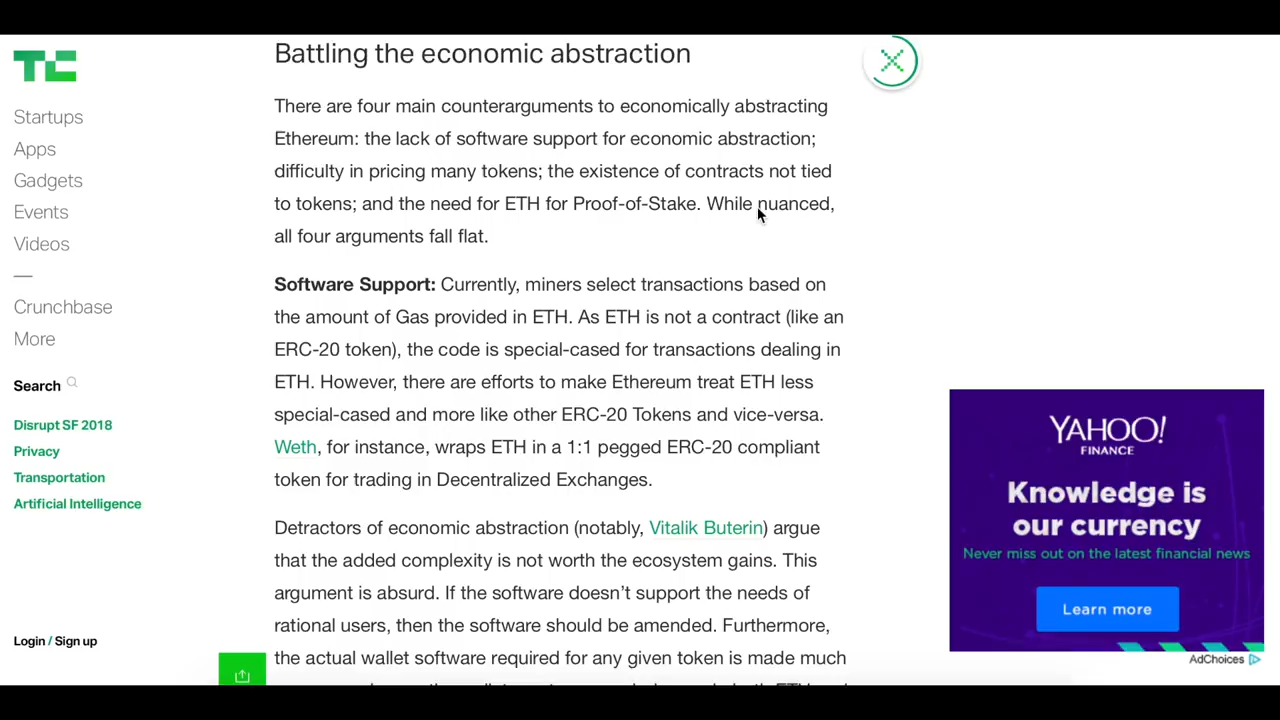 TC
Startups
Apps
Gadgets
Events
Videos
—
Crunchbase
More
Search
Disrupt SF 2018
Privacy
Transportation
Artificial Intelligence
Login / Sign up
Battling the economic abstraction
There are four main counterarguments to economically abstracting
Ethereum: the lack of software support for economic abstraction;
difficulty in pricing many tokens; the existence of contracts not tied
to tokens; and the need for ETH for Proof-of-Stake. While nuanced,
all four arguments fall flat.
Software Support: Currently, miners select transactions based on
the amount of Gas provided in ETH. As ETH is not a contract (like an
ERC-20 token), the code is special-cased for transactions dealing in
ETH. However, there are efforts to make Ethereum treat ETH less
special-cased and more like other ERC-20 Tokens and vice-versa.
Weth, for instance, wraps ETH in a 1:1 pegged ERC-20 compliant
token for trading in Decentralized Exchanges.
Detractors of economic abstraction (notably, Vitalik Buterin) argue
that the added complexity is not worth the ecosystem gains. This
argument is absurd. If the software doesn't support the needs of
rational users, then the software should be amended. Furthermore,
the actual wallet software required for any given token is made much
YAHOO!
FINANCE
Knowledge is
our currency
Never miss out on the latest financial news
Learn more
AdChoices